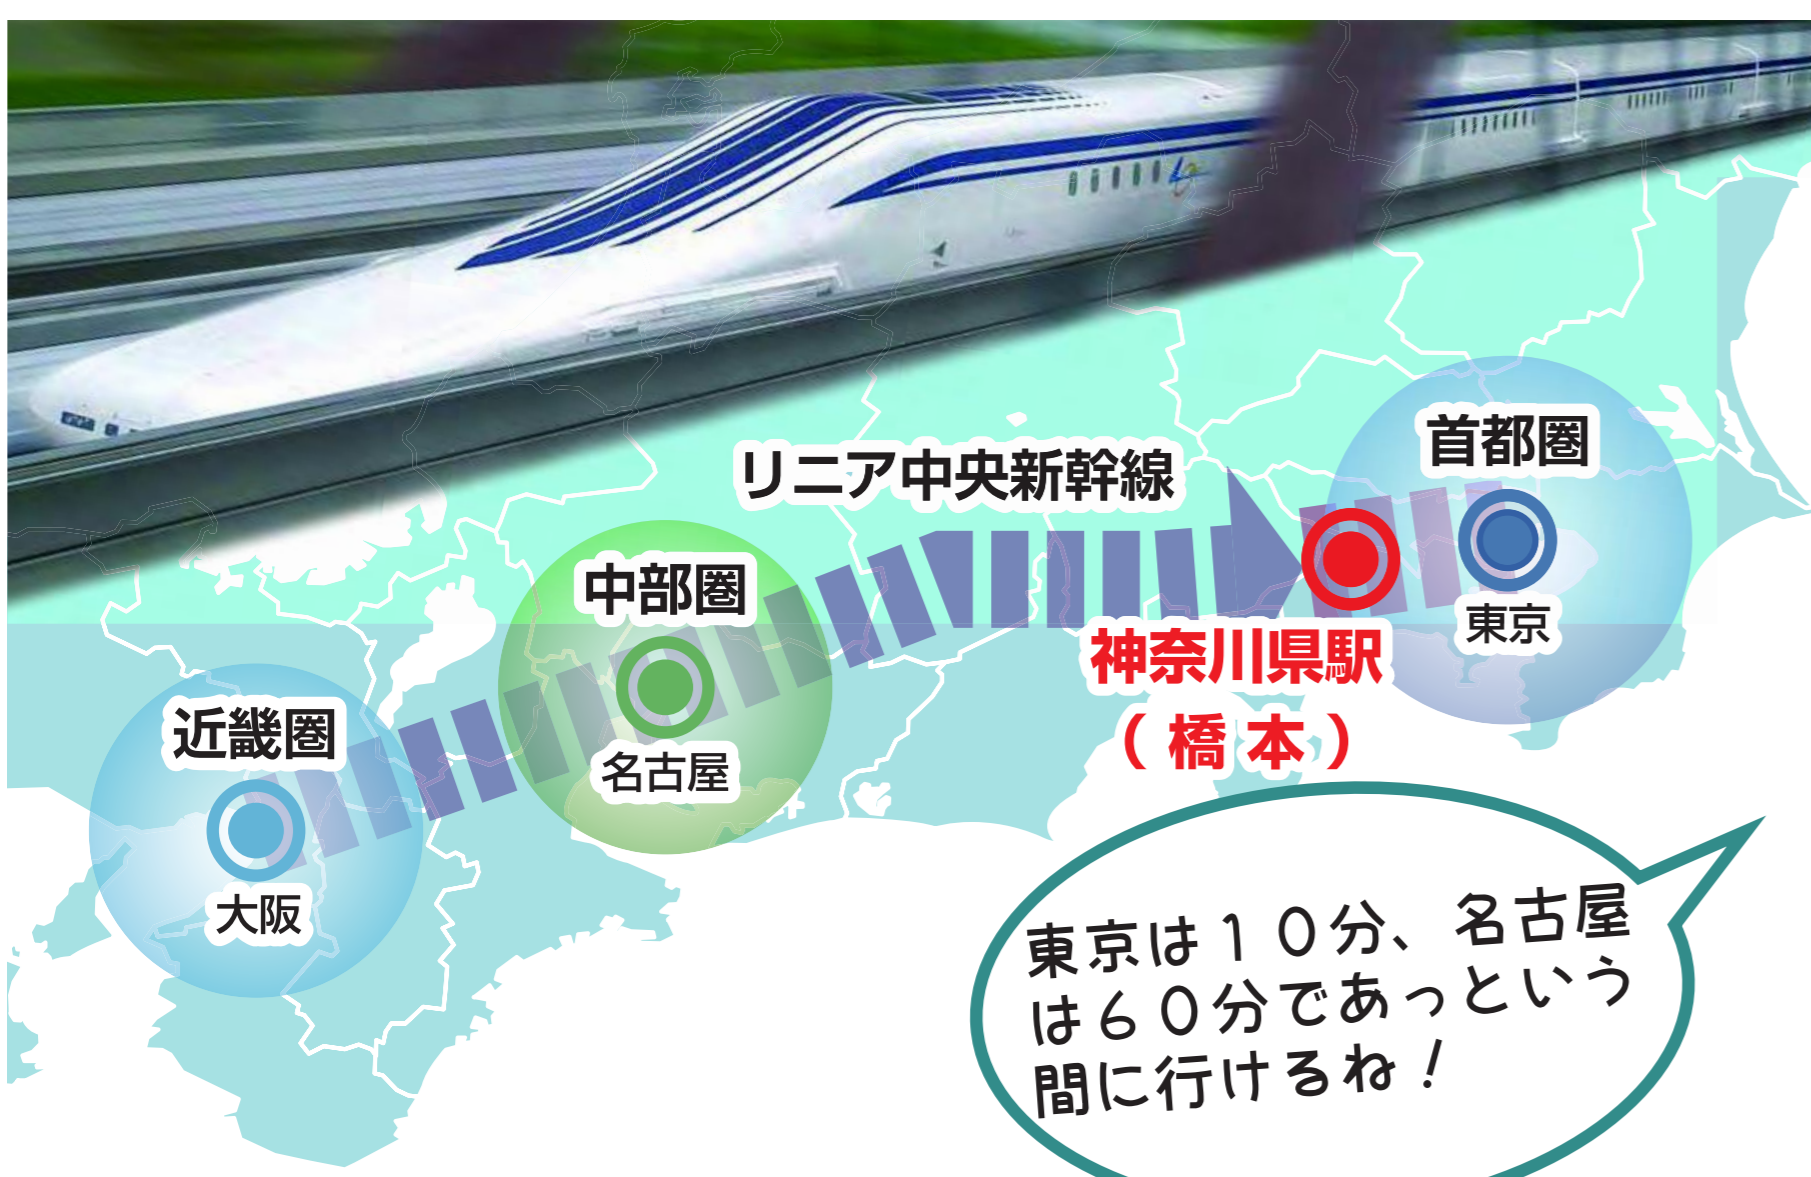 リニア中央新幹線
首都圏
東京
神奈川県駅
（橋本）
中部圏
名古屋
近畿圏
大阪
東京は１０分、名古屋
は６０分であっという
間に行けるね！